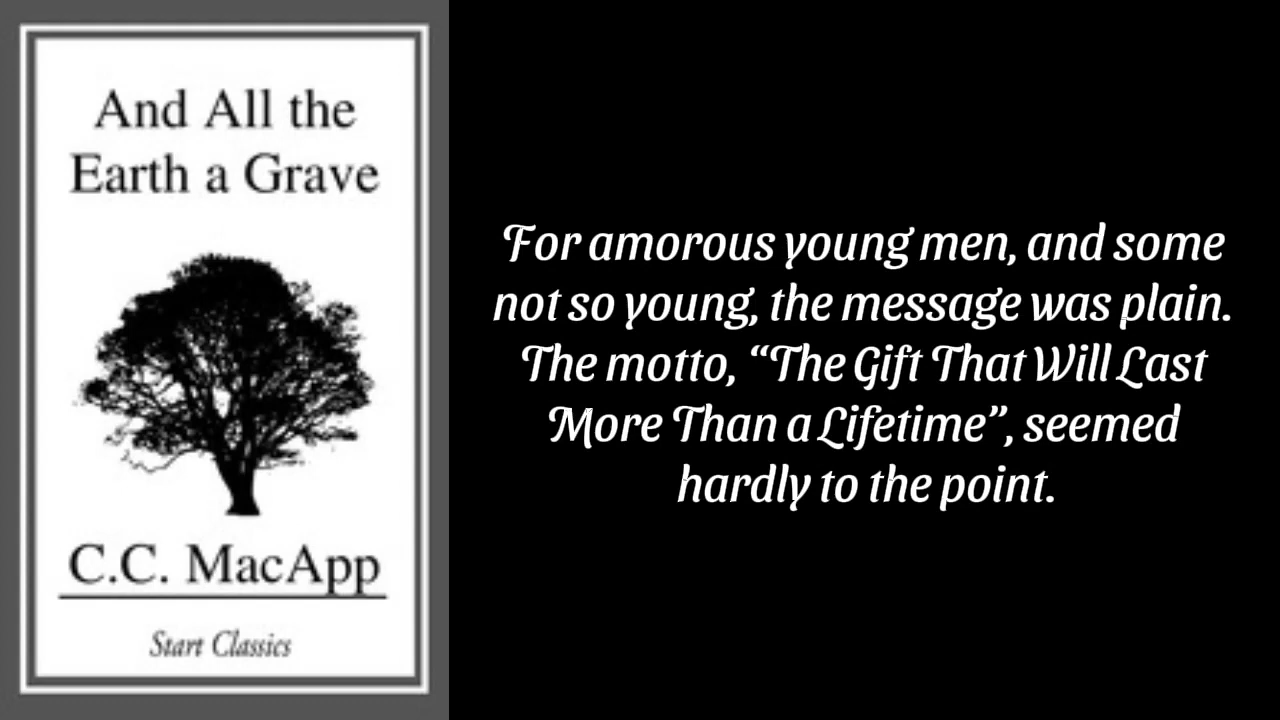 And All the
Earth a Grave
C.C. MacApp
Start Classics
For amorous young men, and some
not so young, the message was plain.
The motto, “The Gift That Will Last
More Than a Lifetime”, seemed
hardly to the point.